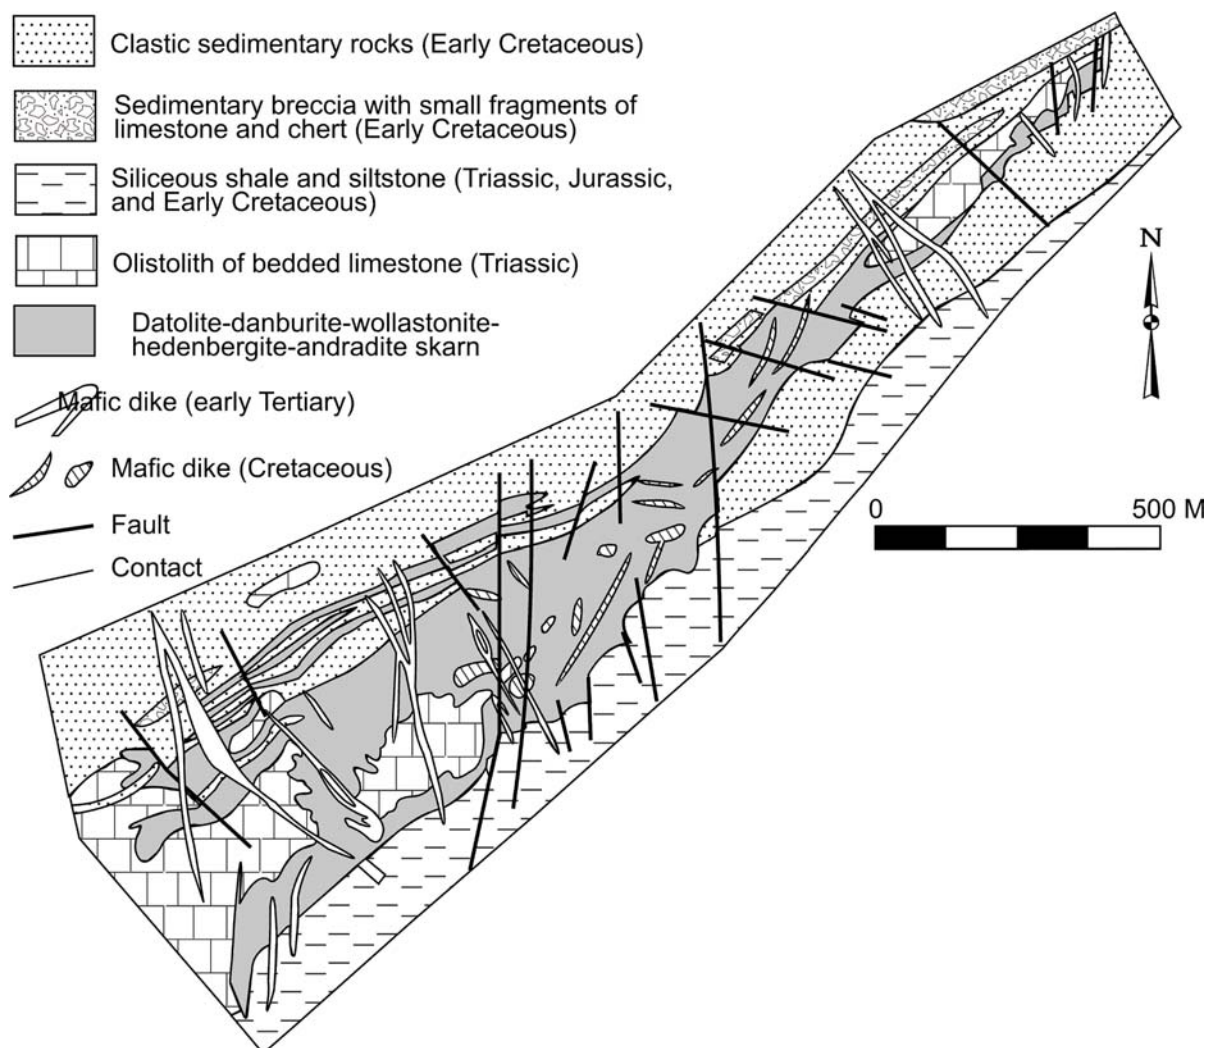 Clastic sedimentary rocks (Early Cretaceous)
Sedimentary breccia with small fragments of
limestone and chert (Early Cretaceous)
Siliceous shale and siltstone (Triassic, Jurassic,
and Early Cretaceous)
Olistolith of bedded limestone (Triassic)
Datolite-danburite-wollastonite-
hedenbergite-andradite skarn
Mafic dike (early Tertiary)
Mafic dike (Cretaceous)
Fault
Contact
N
0 500 M